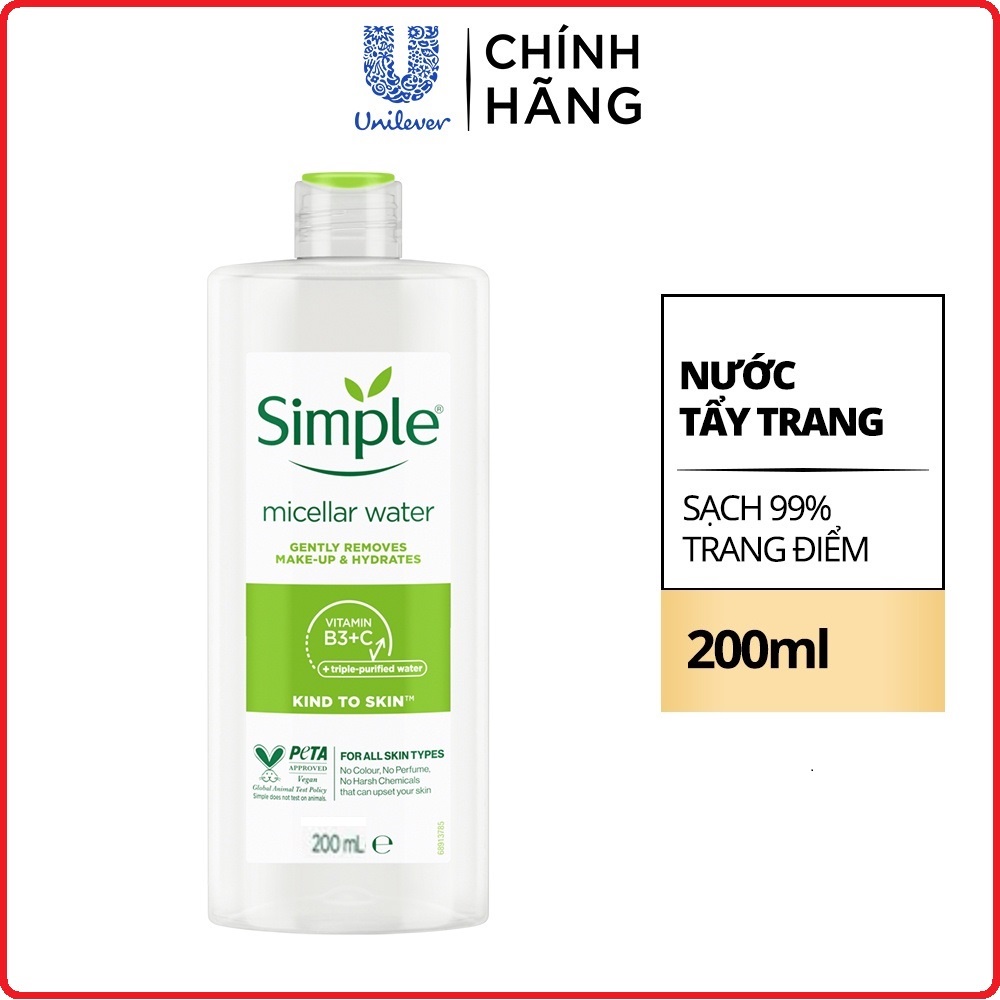 Unilever
CHÍNH
HÃNG
Simple®
micellar water
GENTLY REMOVES
MAKE-UP & HYDRATES
VITAMIN
B3+C
+ triple-purified water
KIND TO SKIN™
PETA
APPROVED
Vegan
Global Animal Test Policy
Simple does not test on animals.
FOR ALL SKIN TYPES
No Colour, No Perfume,
No Harsh Chemicals
that can upset your skin
200 mL ℮
68913785
NƯỚC
TẨY TRANG
SẠCH 99%
TRANG ĐIỂM
200ml